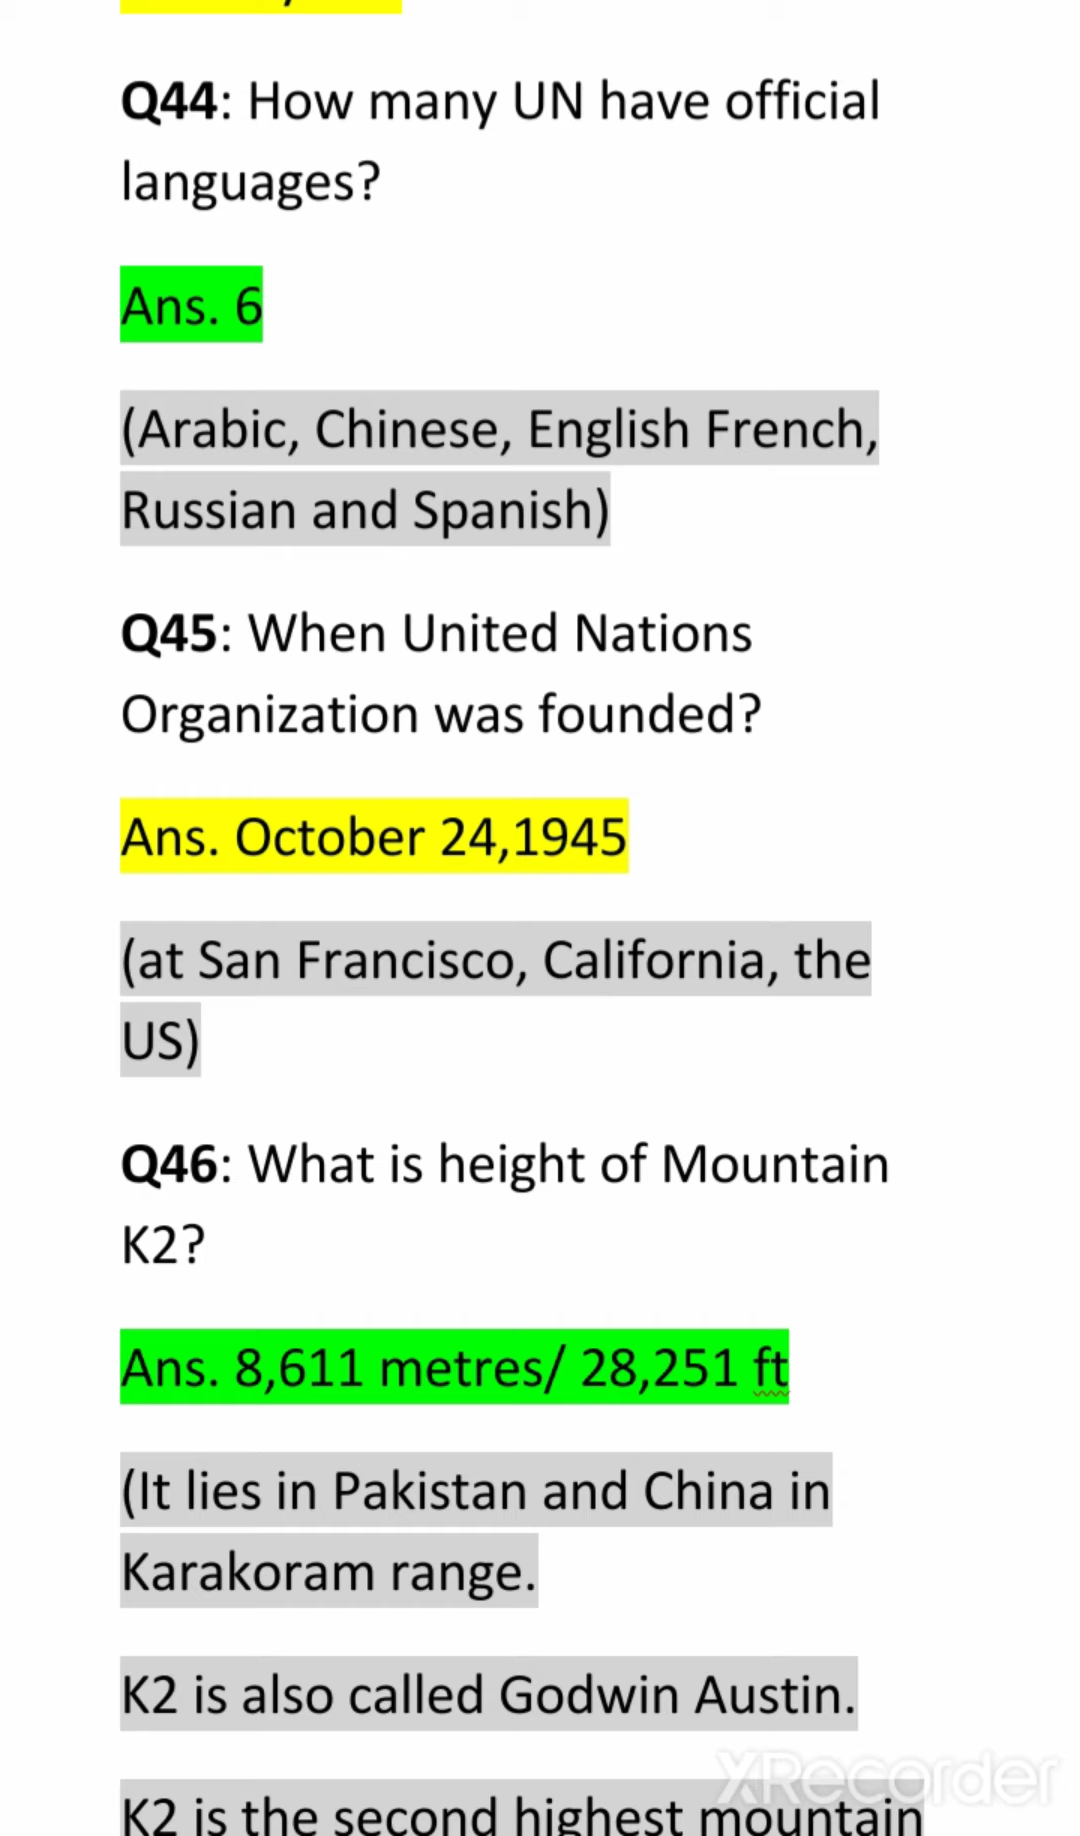 Q44: How many UN have official
languages?
Ans. 6
(Arabic, Chinese, English French,
Russian and Spanish)
Q45: When United Nations
Organization was founded?
Ans. October 24,1945
(at San Francisco, California, the
US)
Q46: What is height of Mountain
K2?
Ans. 8,611 metres/ 28,251 ft
(It lies in Pakistan and China in
Karakoram range.
K2 is also called Godwin Austin.
XRecorder
K2 is the second highest mountain